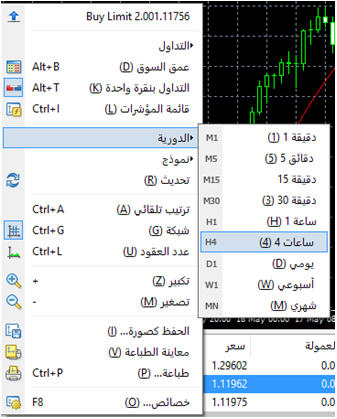 Buy Limit 2.001.11756
التداول
عمق السوق (D) Alt+B
التداول بنقرة واحدة (K) Alt+T
قائمة المؤشرات (L) Ctrl+I
الدورية
نموذج
تحديث (R)
ترتيب تلقائي (A) Ctrl+A
شبكة (G) Ctrl+G
عدد العقود (U) Ctrl+L
تكبير (Z) +
تصغير (M) -
الحفظ كصورة... (I)
معاينة الطباعة (V)
طباعة... (P) Ctrl+P
خصائص... (O) F8
دقيقة 1 (1) M1
دقائق 5 (5) M5
دقيقة 15 M15
دقيقة 30 (3) M30
ساعة 1 (H) H1
ساعات 4 (4) H4
يومي (D) D1
أسبوعي (W) W1
شهري (M) MN
20:00 16 May 00:00 17 May 08
سعر لعمولة
1.29602 0.0
1.11962 0.0
1.11975 0.0